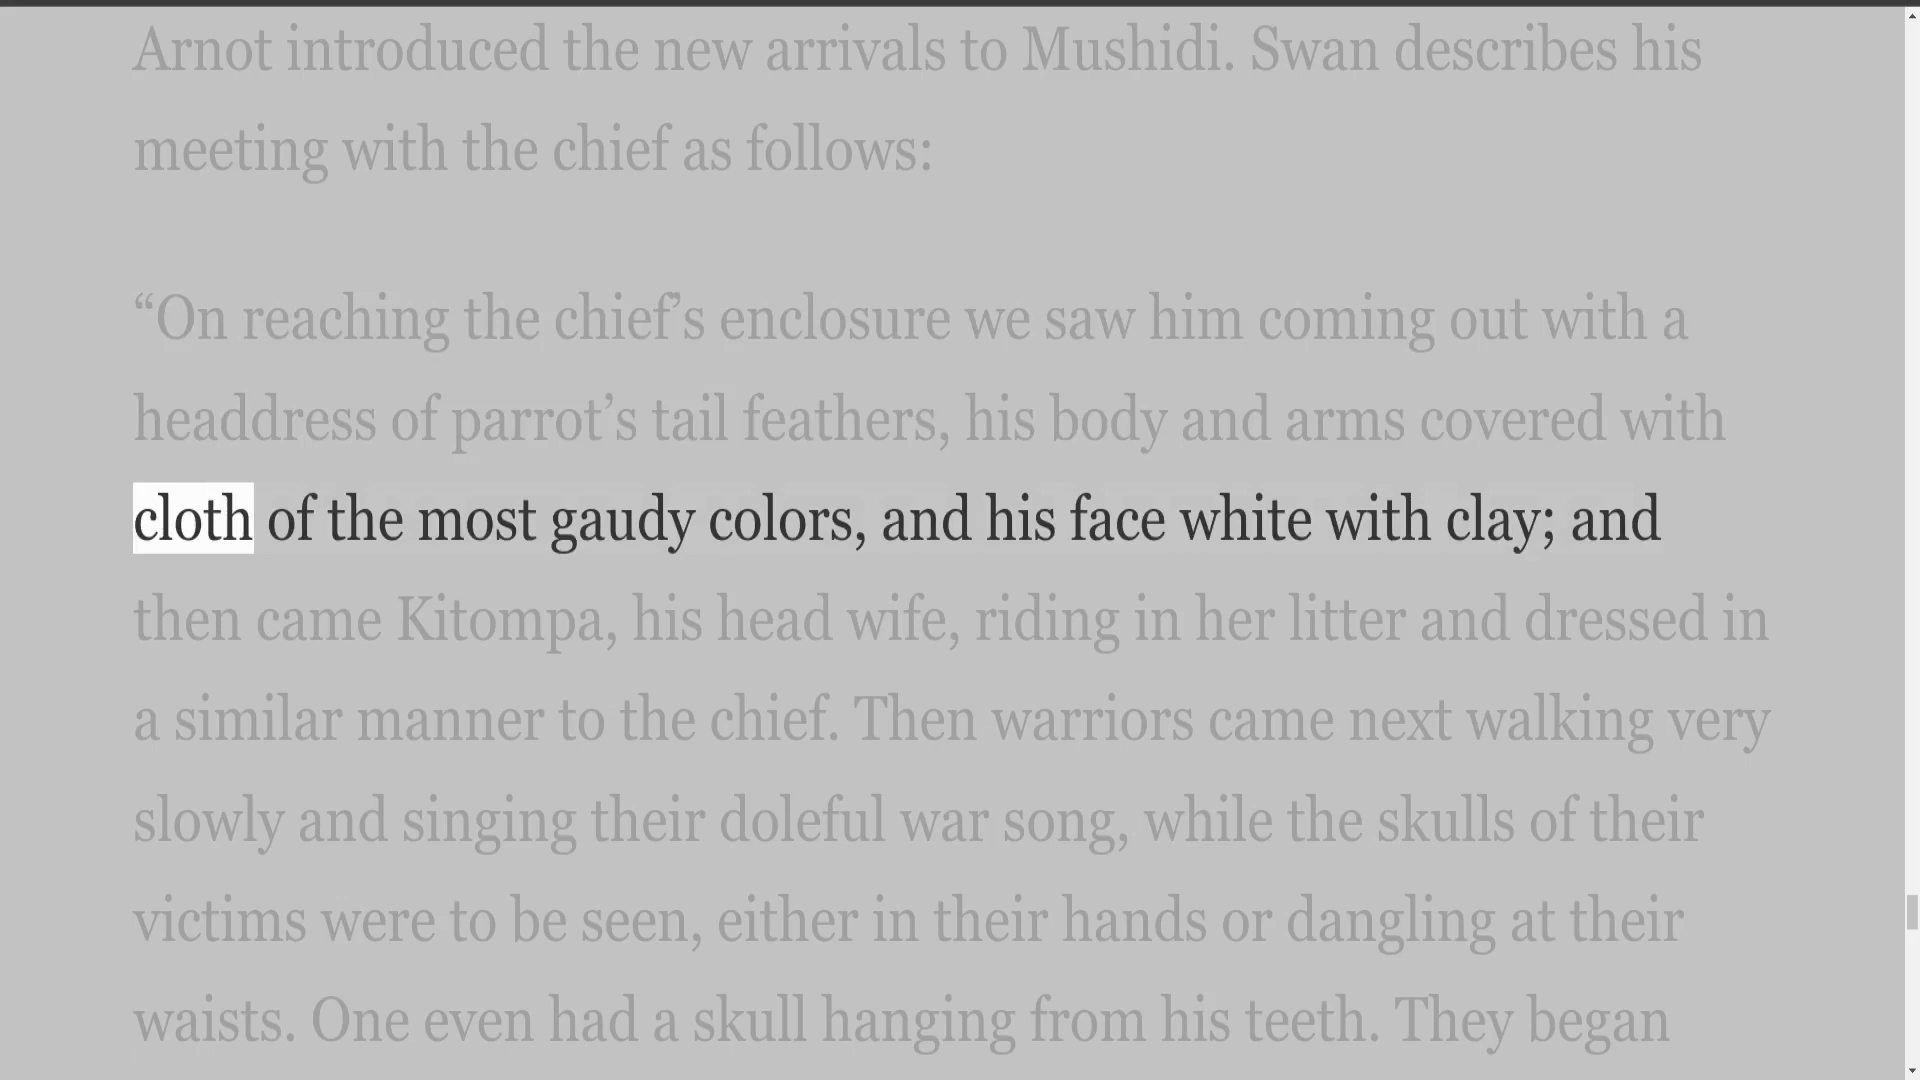 Arnot introduced the new arrivals to Mushidi. Swan describes his
meeting with the chief as follows:
“On reaching the chief’s enclosure we saw him coming out with a
headdress of parrot’s tail feathers, his body and arms covered with
cloth of the most gaudy colors, and his face white with clay; and
then came Kitompa, his head wife, riding in her litter and dressed in
a similar manner to the chief. Then warriors came next walking very
slowly and singing their doleful war song, while the skulls of their
victims were to be seen, either in their hands or dangling at their
waists. One even had a skull hanging from his teeth. They began